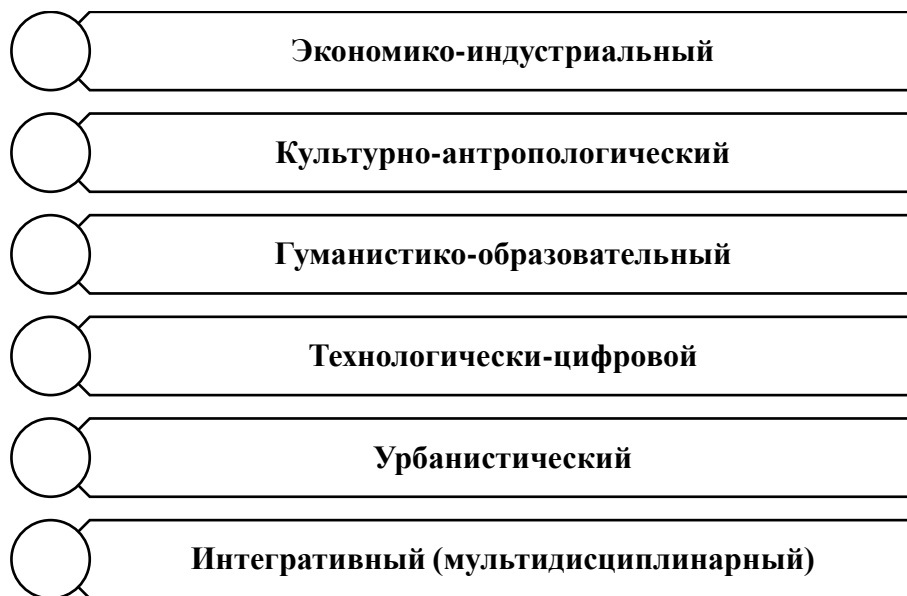 Экономико-индустриальный
Культурно-антропологический
Гуманистико-образовательный
Технологически-цифровой
Урбанистический
Интегративный (мультидисциплинарный)